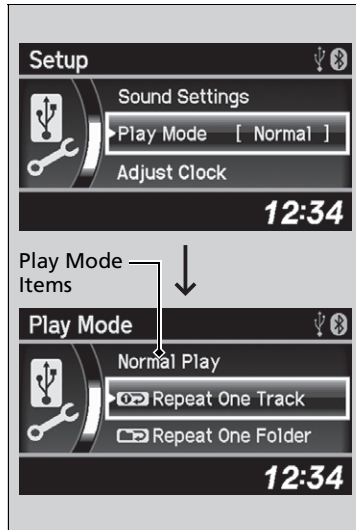 Setup
Sound Settings
Play Mode [ Normal ]
Adjust Clock
12:34
Play Mode
Items
Play Mode
Normal Play
Repeat One Track
Repeat One Folder
12:34